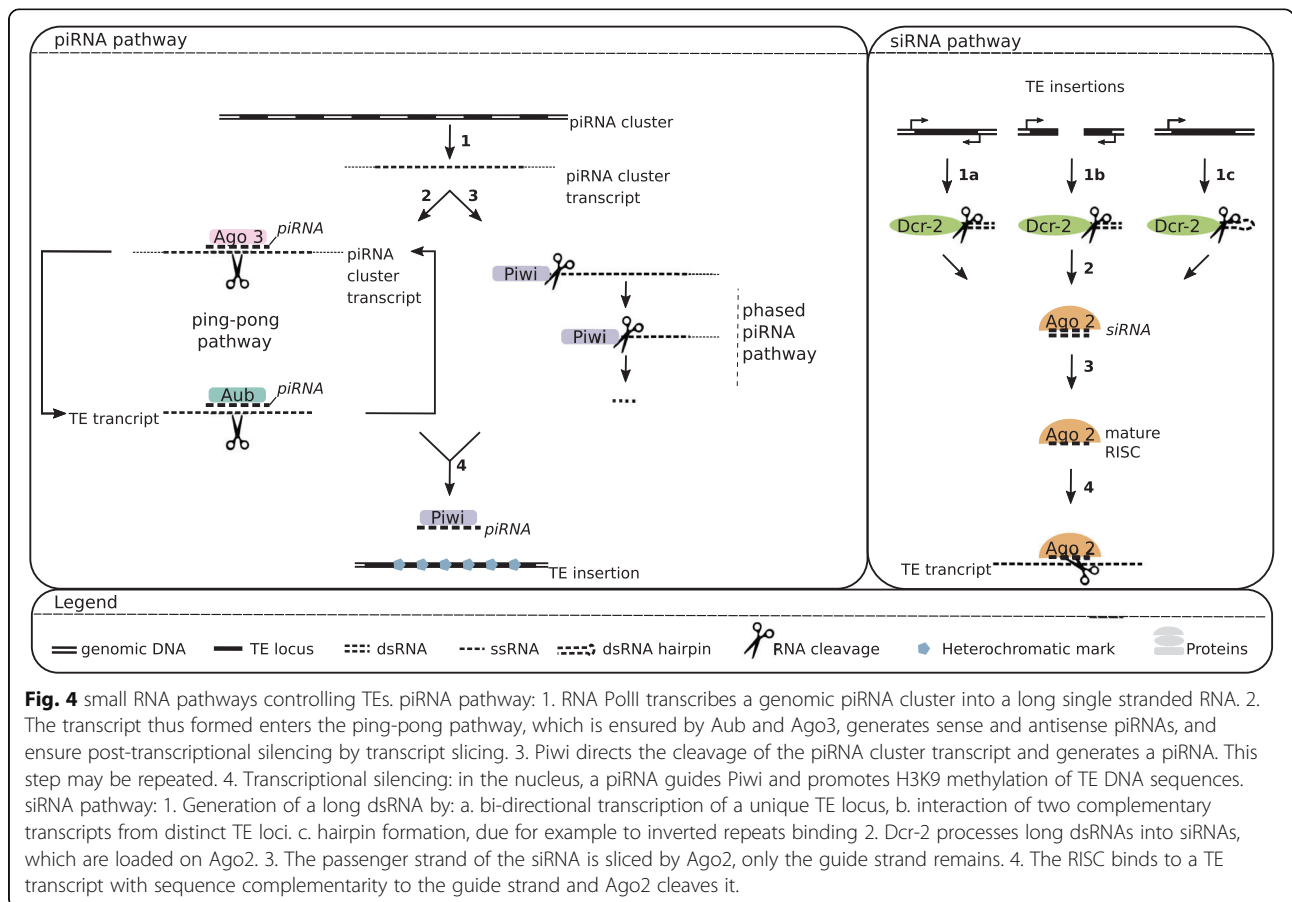 piRNA pathway
piRNA cluster
1
piRNA cluster
transcript
2 3
Ago 3 piRNA
piRNA
cluster
transcript
ping-pong
pathway
Aub piRNA
TE trancript
Piwi
Piwi
phased
piRNA
pathway
....
4
Piwi
piRNA
TE insertion
siRNA pathway
TE insertions
1a 1b 1c
Dcr-2 Dcr-2 Dcr-2
2
Ago 2 siRNA
3
Ago 2 mature
RISC
4
Ago 2
TE trancript
Legend
genomic DNA TE locus dsRNA ssRNA dsRNA hairpin RNA cleavage Heterochromatic mark Proteins
Fig. 4 small RNA pathways controlling TEs. piRNA pathway: 1. RNA PolII transcribes a genomic piRNA cluster into a long single stranded RNA. 2.
The transcript thus formed enters the ping-pong pathway, which is ensured by Aub and Ago3, generates sense and antisense piRNAs, and
ensure post-transcriptional silencing by transcript slicing. 3. Piwi directs the cleavage of the piRNA cluster transcript and generates a piRNA. This
step may be repeated. 4. Transcriptional silencing: in the nucleus, a piRNA guides Piwi and promotes H3K9 methylation of TE DNA sequences.
siRNA pathway: 1. Generation of a long dsRNA by: a. bi-directional transcription of a unique TE locus, b. interaction of two complementary
transcripts from distinct TE loci. c. hairpin formation, due for example to inverted repeats binding 2. Dcr-2 processes long dsRNAs into siRNAs,
which are loaded on Ago2. 3. The passenger strand of the siRNA is sliced by Ago2, only the guide strand remains. 4. The RISC binds to a TE
transcript with sequence complementarity to the guide strand and Ago2 cleaves it.